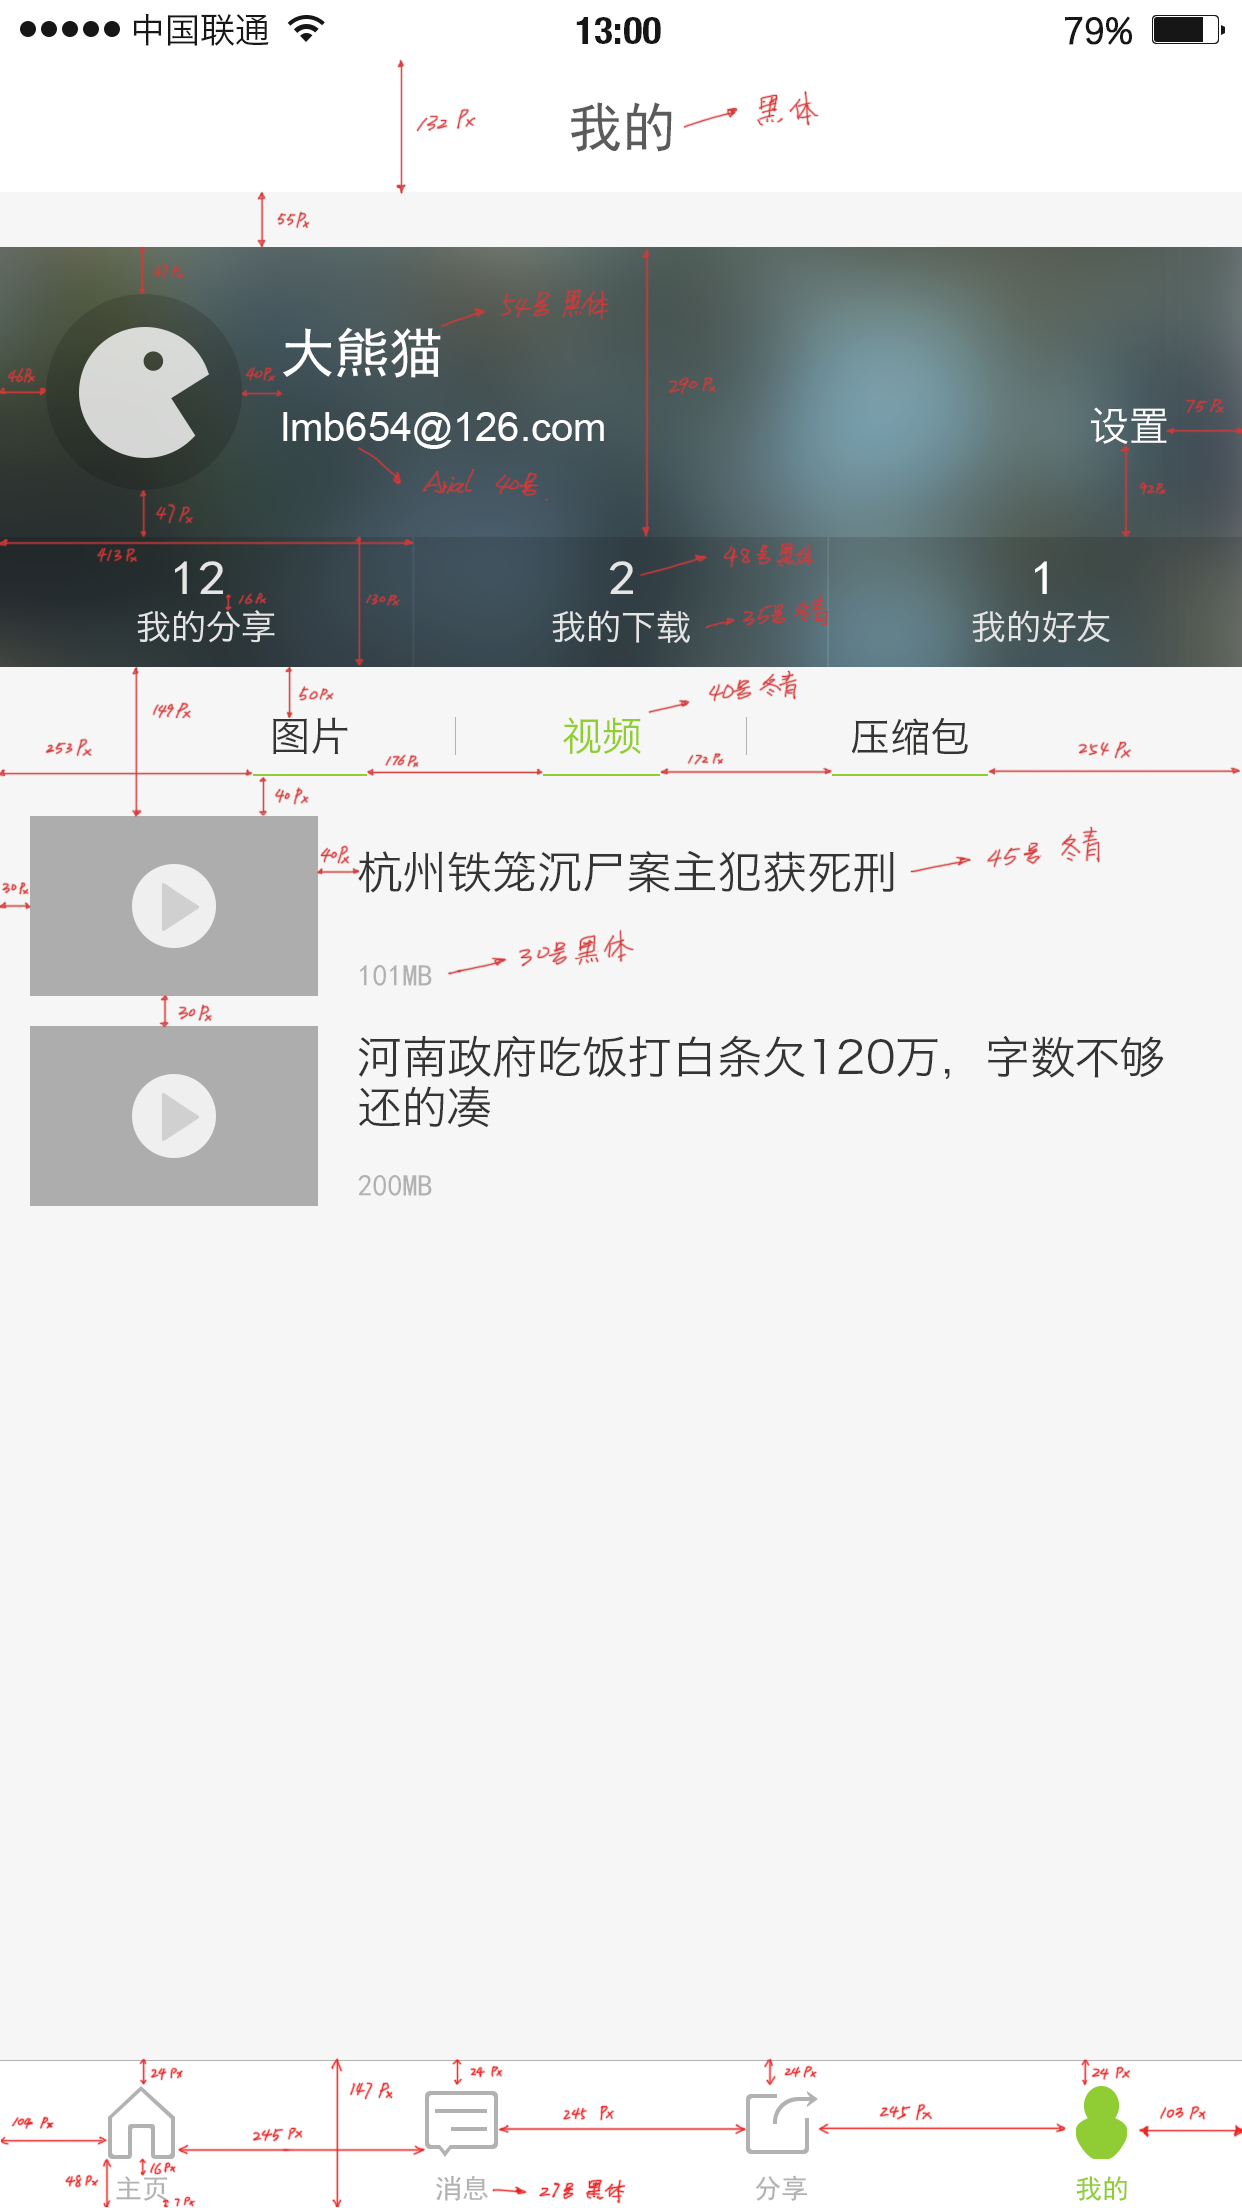 中国联通 13:00 79%
132 Px 我的 黑体
55Px
47 Px
54号 黑体
大熊猫
46Px 40Px 290 Px
lmb654@126.com 设置 75 Px
Arial 40号 92Px
47 Px
413 Px 48号黑体
12 2 1
16 Px 130Px 35号 冬青
我的分享 我的下载 我的好友
149 Px 50Px 40号 冬青
图片 视频 压缩包
253 Px 176 Px 172 Px 254 Px
40 Px
40Px 杭州铁笼沉尸案主犯获死刑 45号 冬青
30Px
101MB 30号黑体
30 Px
河南政府吃饭打白条欠120万，字数不够
还的凑
200MB
24 Px 147 Px 24 Px 24 Px 24 Px
104 Px 245 Px 245 Px 245 Px 103 Px
48 Px 16 Px
主页 消息 27号 黑体 分享 我的